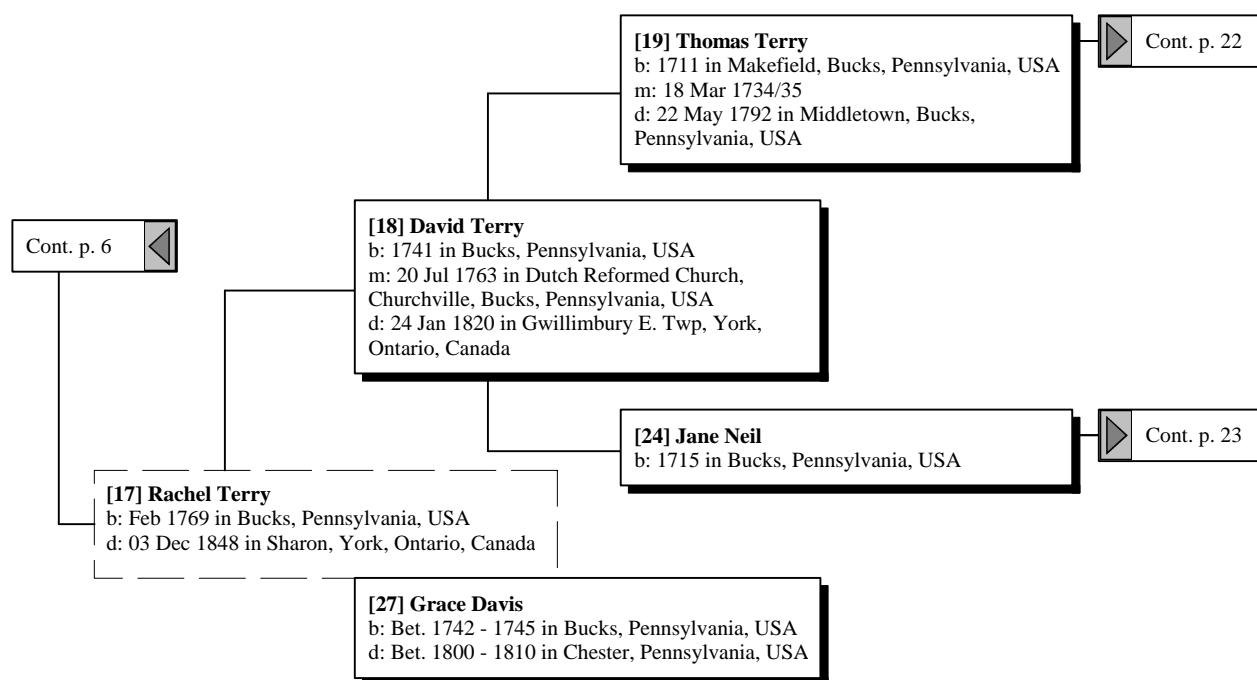 [19] Thomas Terry
b: 1711 in Makefield, Bucks, Pennsylvania, USA
m: 18 Mar 1734/35
d: 22 May 1792 in Middletown, Bucks,
Pennsylvania, USA
Cont. p. 22
[18] David Terry
b: 1741 in Bucks, Pennsylvania, USA
m: 20 Jul 1763 in Dutch Reformed Church,
Churchville, Bucks, Pennsylvania, USA
d: 24 Jan 1820 in Gwillimbury E. Twp, York,
Ontario, Canada
Cont. p. 6
[24] Jane Neil
b: 1715 in Bucks, Pennsylvania, USA
Cont. p. 23
[17] Rachel Terry
b: Feb 1769 in Bucks, Pennsylvania, USA
d: 03 Dec 1848 in Sharon, York, Ontario, Canada
[27] Grace Davis
b: Bet. 1742 - 1745 in Bucks, Pennsylvania, USA
d: Bet. 1800 - 1810 in Chester, Pennsylvania, USA